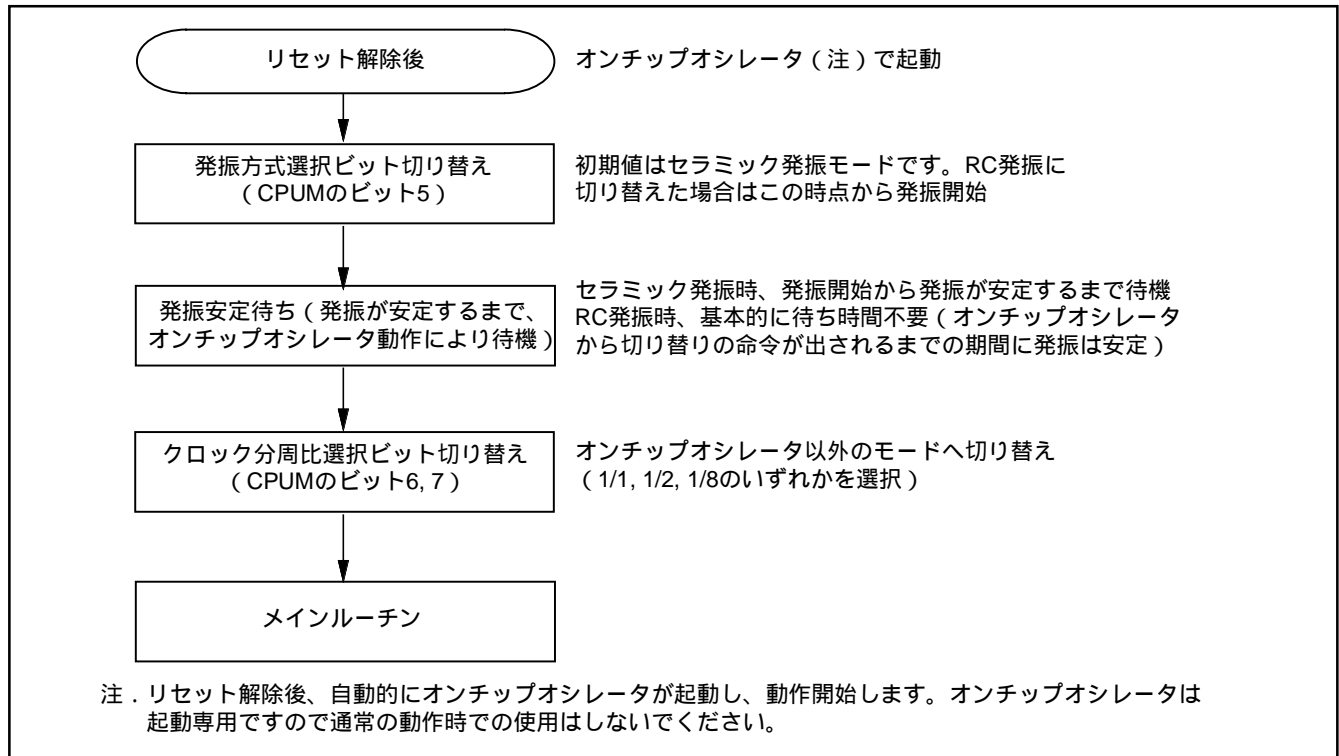 リセット解除後
オンチップオシレータ（注）で起動
発振方式選択ビット切り替え
（CPUMのビット5）
初期値はセラミック発振モードです。RC発振に
切り替えた場合はこの時点から発振開始
発振安定待ち（発振が安定するまで、
オンチップオシレータ動作により待機）
セラミック発振時、発振開始から発振が安定するまで待機
RC発振時、基本的に待ち時間不要（オンチップオシレータ
から切り替りの命令が出されるまでの期間に発振は安定）
クロック分周比選択ビット切り替え
（CPUMのビット6, 7）
オンチップオシレータ以外のモードへ切り替え
（1/1, 1/2, 1/8のいずれかを選択）
メインルーチン
注．リセット解除後、自動的にオンチップオシレータが起動し、動作開始します。オンチップオシレータは
起動専用ですので通常の動作時での使用はしないでください。